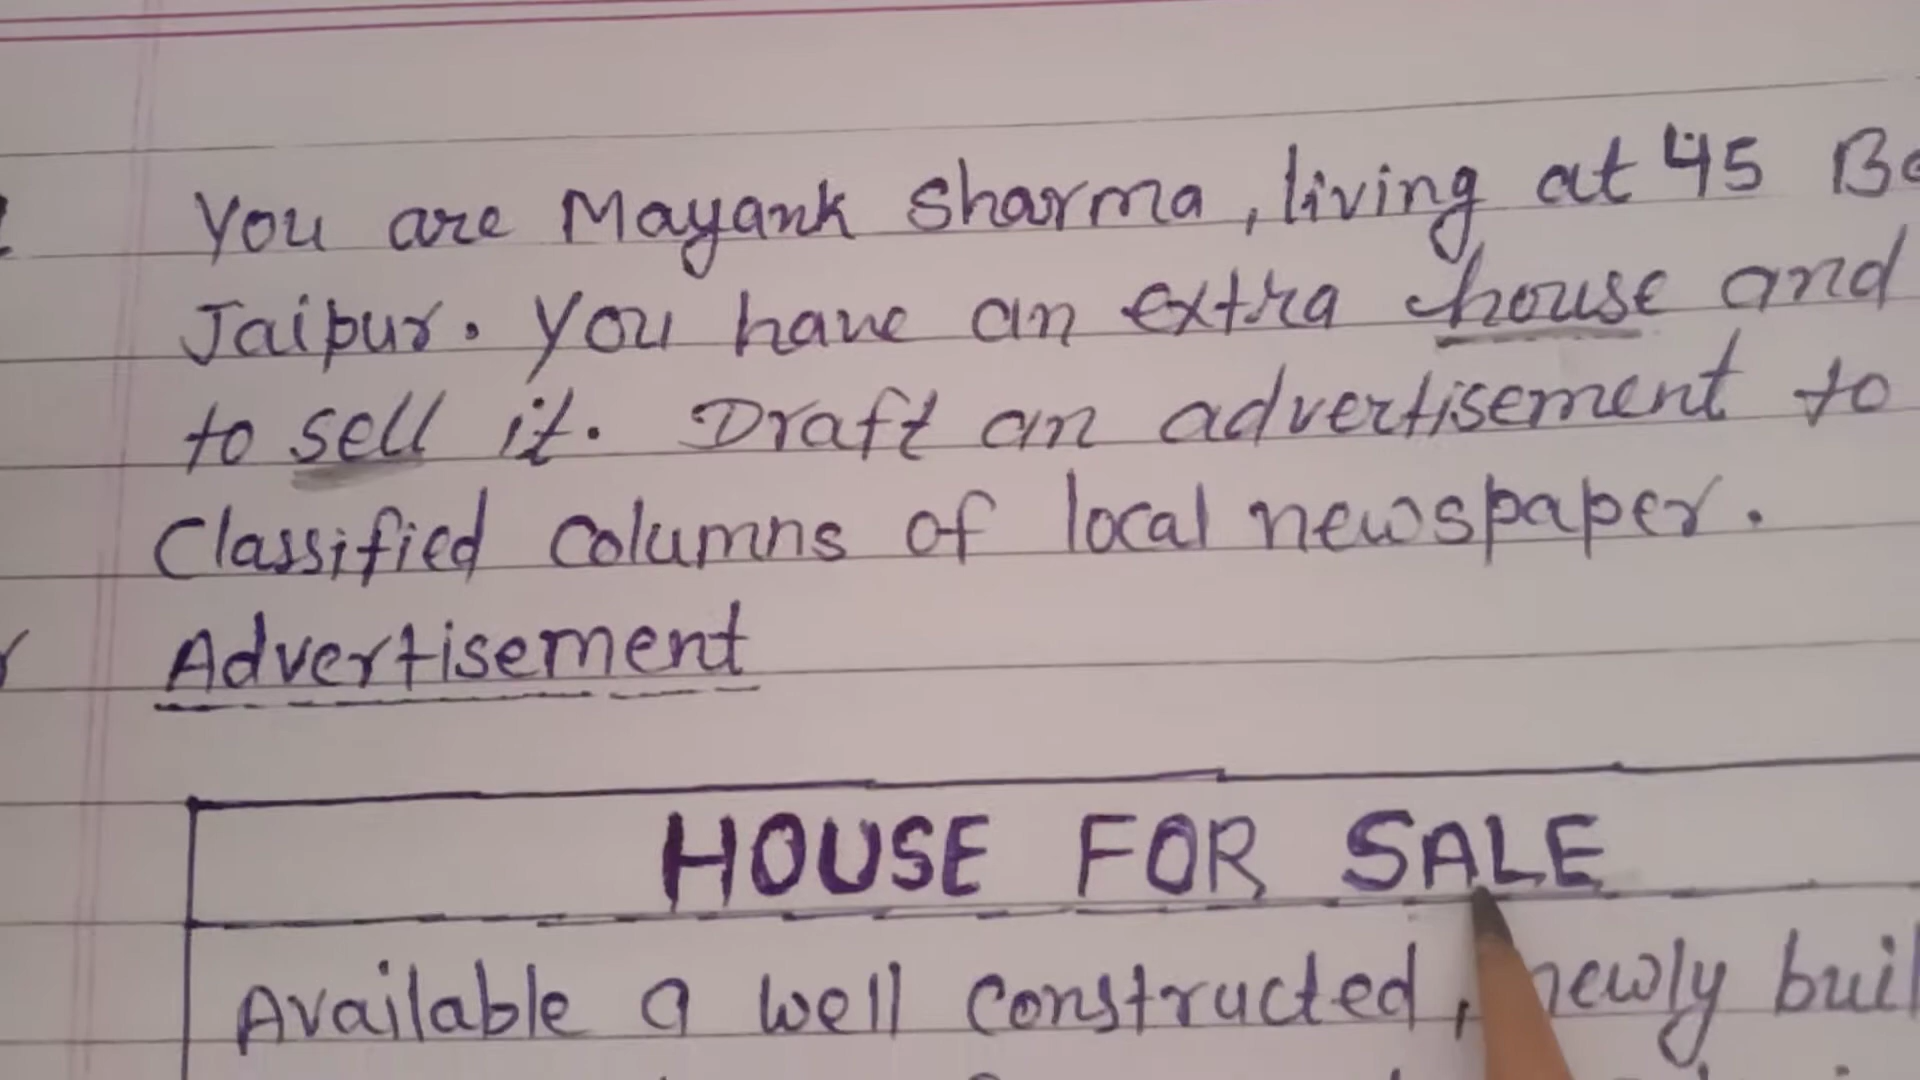 You are Mayank Sharma, living at 45
Jaipur. You have an extra house and
to sell it. Draft an advertisement to
Classified Columns of local newspaper.
Advertisement
HOUSE FOR SALE
Available a well constructed, newly